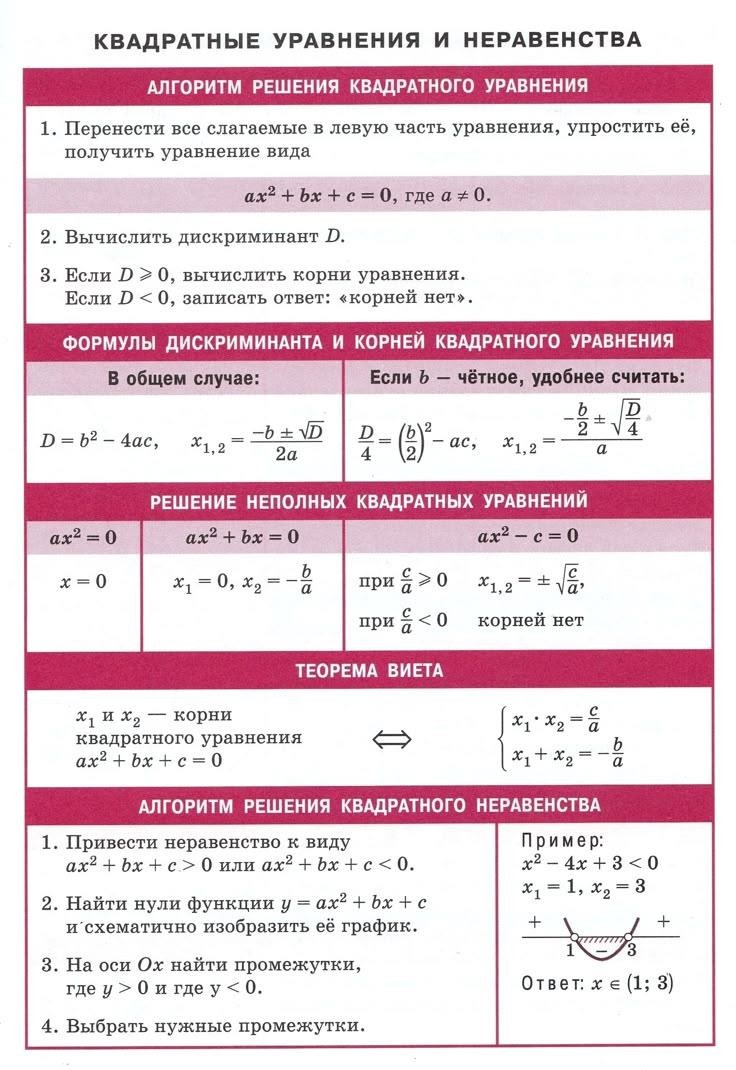 КВАДРАТНЫЕ УРАВНЕНИЯ И НЕРАВЕНСТВА
АЛГОРИТМ РЕШЕНИЯ КВАДРАТНОГО УРАВНЕНИЯ
1. Перенести все слагаемые в левую часть уравнения, упростить её,
получить уравнение вида
ax² + bx + c = 0, где a ≠ 0.
2. Вычислить дискриминант D.
3. Если D ⩾ 0, вычислить корни уравнения.
Если D < 0, записать ответ: «корней нет».
ФОРМУЛЫ ДИСКРИМИНАНТА И КОРНЕЙ КВАДРАТНОГО УРАВНЕНИЯ
В общем случае:
D = b² – 4ac, x₁,₂ = (–b ± √D)/(2a)
Если b — чётное, удобнее считать:
D/4 = (b/2)² – ac, x₁,₂ = (–b/2 ± √(D/4))/a
РЕШЕНИЕ НЕПОЛНЫХ КВАДРАТНЫХ УРАВНЕНИЙ
ax² = 0
x = 0
ax² + bx = 0
x₁ = 0, x₂ = –b/a
ax² – c = 0
при c/a ⩾ 0 x₁,₂ = ± √(c/a),
при c/a < 0 корней нет
ТЕОРЕМА ВИЕТА
x₁ и x₂ — корни
квадратного уравнения
ax² + bx + c = 0
⇔
x₁ · x₂ = c/a
x₁ + x₂ = –b/a
АЛГОРИТМ РЕШЕНИЯ КВАДРАТНОГО НЕРАВЕНСТВА
1. Привести неравенство к виду
ax² + bx + c > 0 или ax² + bx + c < 0.
2. Найти нули функции y = ax² + bx + c
и схематично изобразить её график.
3. На оси Ox найти промежутки,
где y > 0 и где y < 0.
4. Выбрать нужные промежутки.
Пример:
x² – 4x + 3 < 0
x₁ = 1, x₂ = 3
+ +
1 – 3
Ответ: x ∈ (1; 3)